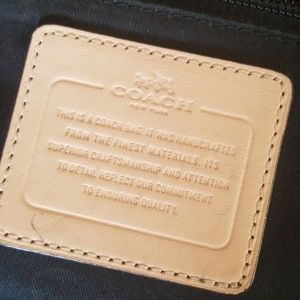 COACH
NEW YORK
THIS IS A COACH BAG. IT WAS HANDCRAFTED
FROM THE FINEST MATERIALS. ITS
SUPERIOR CRAFTSMANSHIP AND ATTENTION
TO DETAIL REFLECT OUR COMMITMENT
TO ENDURING QUALITY.